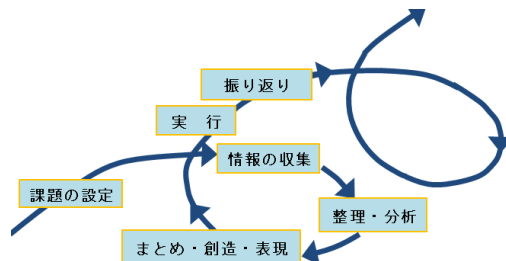 振り返り
実　行
情報の収集
課題の設定
整理・分析
まとめ・創造・表現